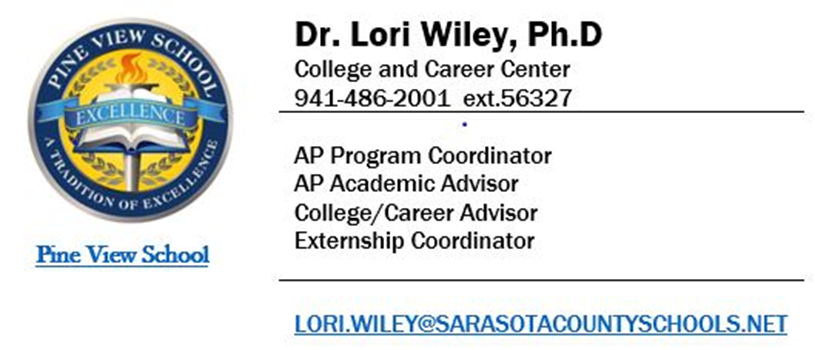 PINE VIEW SCHOOL
EXCELLENCE
A TRADITION OF EXCELLENCE
Pine View School
Dr. Lori Wiley, Ph.D
College and Career Center
941-486-2001 ext.56327
AP Program Coordinator
AP Academic Advisor
College/Career Advisor
Externship Coordinator
LORI.WILEY@SARASOTACOUNTYSCHOOLS.NET